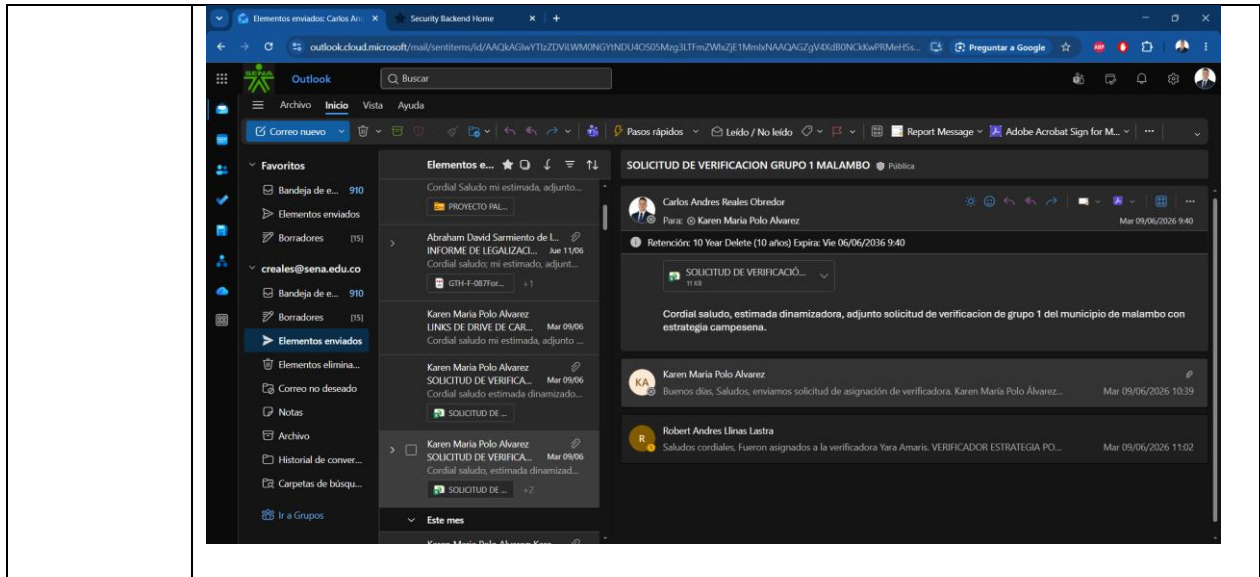 Elementos enviados: Carlos An
Security Backend Home
outlook.cloud.microsoft/mail/sentitems/id/
Preguntar a Google
SENA
Outlook
Buscar
Archivo Inicio Vista Ayuda
Correo nuevo
Pasos rápidos
Leído / No leído
Report Message
Adobe Acrobat Sign for M...
Favoritos
Bandeja de e... 910
Elementos enviados
Borradores [15]
creales@sena.edu.co
Bandeja de e... 910
Borradores [15]
Elementos enviados
Elementos elimina...
Correo no deseado
Notas
Archivo
Historial de conver...
Carpetas de búsqu...
Ir a Grupos
Elementos e...
Cordial Saludo mi estimada, adjunto...
PROYECTO PAL...
Abraham David Sarmiento de l...
INFORME DE LEGALIZACI... Jue 11/06
Cordial saludo; mi estimado, adjunt...
GTH-F-087For... +1
Karen Maria Polo Alvarez
LINKS DE DRIVE DE CAR... Mar 09/06
Cordial saludo mi estimada, adjunto ...
Karen Maria Polo Alvarez
SOLICITUD DE VERIFICA... Mar 09/06
Cordial saludo estimada dinamizado...
SOLICITUD DE ...
Karen Maria Polo Alvarez
SOLICITUD DE VERIFICA... Mar 09/06
Cordial saludo, estimada dinamizad...
SOLICITUD DE ... +2
Este mes
SOLICITUD DE VERIFICACION GRUPO 1 MALAMBO Pública
Carlos Andres Reales Obredor
Para: Karen Maria Polo Alvarez
Mar 09/06/2026 9:40
Retención: 10 Year Delete (10 años) Expira: Vie 06/06/2036 9:40
SOLICITUD DE VERIFICACIÓ...
11 KB
Cordial saludo, estimada dinamizadora, adjunto solicitud de verificacion de grupo 1 del municipio de malambo con
estrategia campesena.
KA
Karen Maria Polo Alvarez
Buenos días, Saludos, enviamos solicitud de asignación de verificadora. Karen María Polo Álvarez... Mar 09/06/2026 10:39
R
Robert Andres Llinas Lastra
Saludos cordiales, Fueron asignados a la verificadora Yara Amaris. VERIFICADOR ESTRATEGIA PO... Mar 09/06/2026 11:02